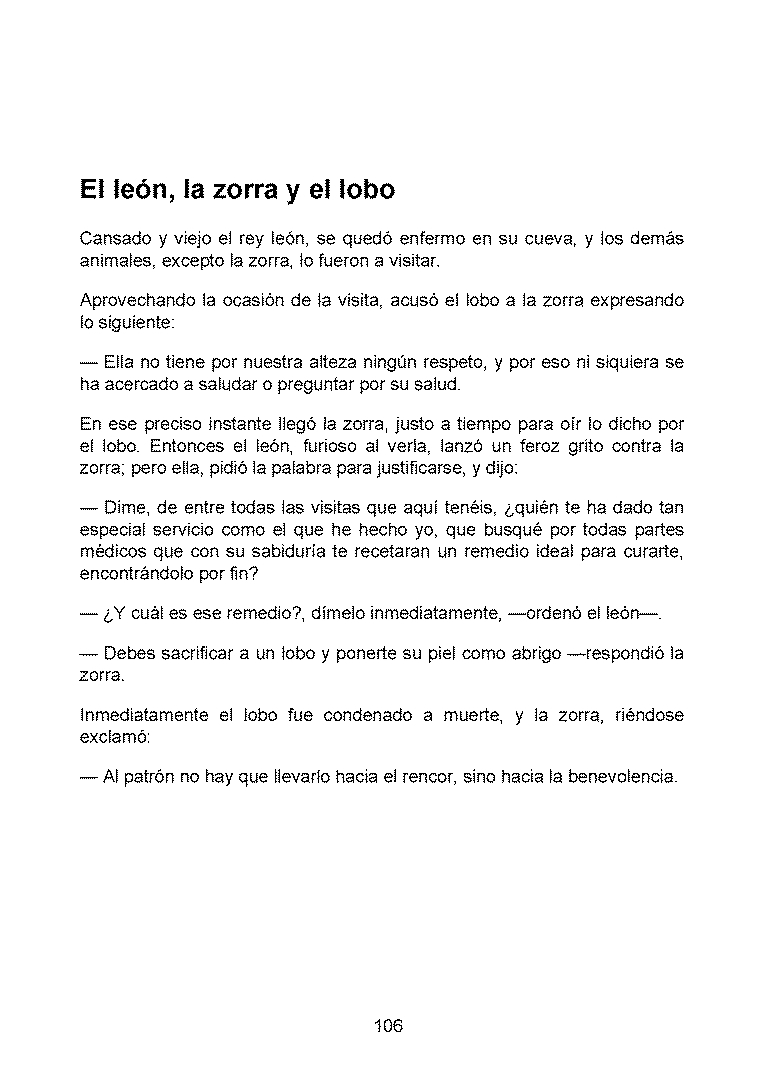 El león, la zorra y el lobo
Cansado y viejo el rey león, se quedó enfermo en su cueva, y los demás
animales, excepto la zorra, lo fueron a visitar.
Aprovechando la ocasión de la visita, acusó el lobo a la zorra expresando
lo siguiente:
— Ella no tiene por nuestra alteza ningún respeto, y por eso ni siquiera se
ha acercado a saludar o preguntar por su salud.
En ese preciso instante llegó la zorra, justo a tiempo para oír lo dicho por
el lobo. Entonces el león, furioso al verla, lanzó un feroz grito contra la
zorra; pero ella, pidió la palabra para justificarse, y dijo:
— Dime, de entre todas las visitas que aquí tenéis, ¿quién te ha dado tan
especial servicio como el que he hecho yo, que busqué por todas partes
médicos que con su sabiduría te recetaran un remedio ideal para curarte,
encontrándolo por fin?
— ¿Y cuál es ese remedio?, dímelo inmediatamente, —ordenó el león—.
— Debes sacrificar a un lobo y ponerte su piel como abrigo —respondió la
zorra.
Inmediatamente el lobo fue condenado a muerte, y la zorra, riéndose
exclamó:
— Al patrón no hay que llevarlo hacia el rencor, sino hacia la benevolencia.
106